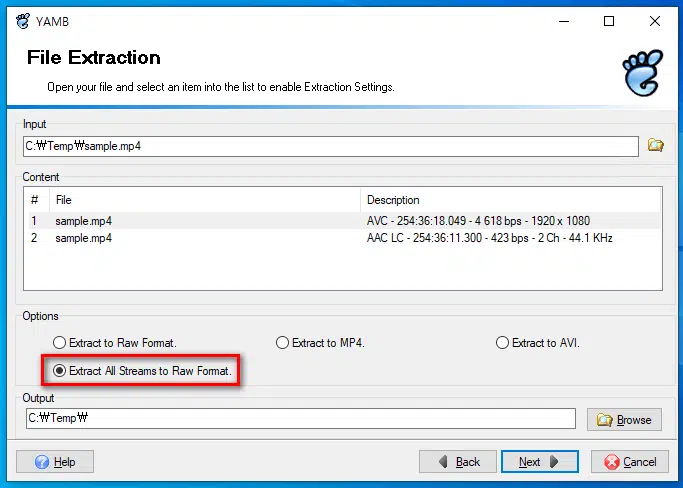 YAMB
File Extraction
Open your file and select an item into the list to enable Extraction Settings.
Input
C:₩Temp₩sample.mp4
Content
# File Description
1 sample.mp4 AVC - 254:36:18.049 - 4 618 bps - 1920 x 1080
2 sample.mp4 AAC LC - 254:36:11.300 - 423 bps - 2 Ch - 44.1 KHz
Options
Extract to Raw Format. Extract to MP4. Extract to AVI.
Extract All Streams to Raw Format.
Output
C:₩Temp₩ Browse
Help Back Next Cancel